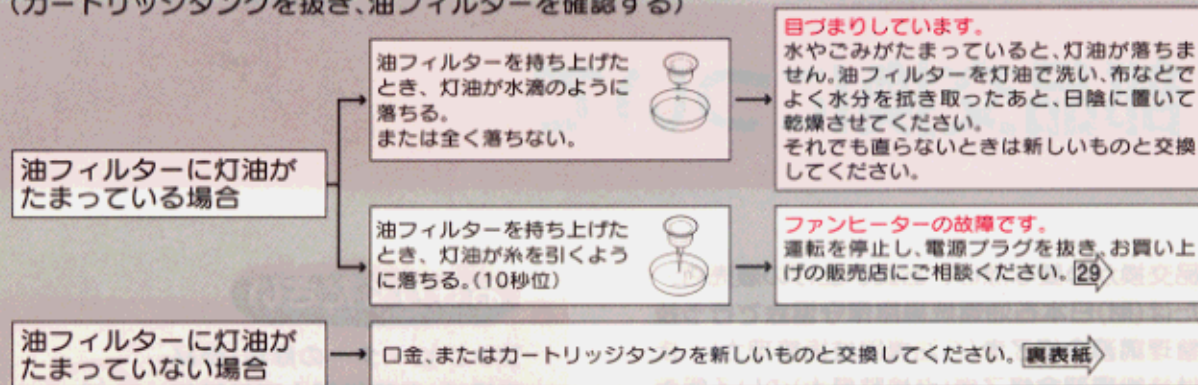 (カートリッジタンクを抜き、油フィルターを確認する)
油フィルターに灯油が
たまっている場合
油フィルターを持ち上げた
とき、灯油が水滴のように
落ちる。
または全く落ちない。
目づまりしています。
水やごみがたまっていると、灯油が落ちま
せん。油フィルターを灯油で洗い、布などで
よく水分を拭き取ったあと、日陰に置いて
乾燥させてください。
それでも直らないときは新しいものと交換
してください。
油フィルターを持ち上げた
とき、灯油が糸を引くよう
に落ちる。(10秒位)
ファンヒーターの故障です。
運転を停止し、電源プラグを抜き、お買い上
げの販売店にご相談ください。29
油フィルターに灯油が
たまっていない場合
口金、またはカートリッジタンクを新しいものと交換してください。裏表紙